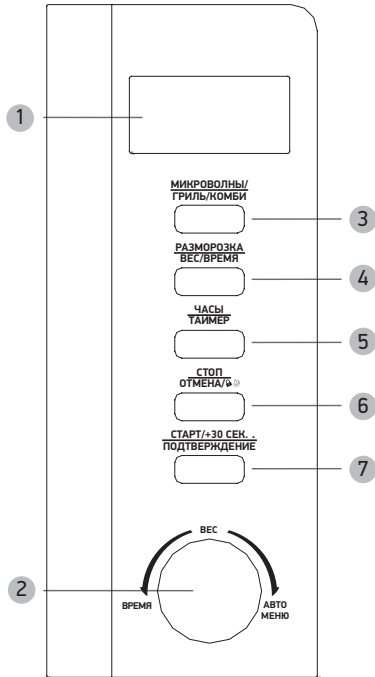 1
МИКРОВОЛНЫ/
ГРИЛЬ/КОМБИ
3
РАЗМОРОЗКА
ВЕС/ВРЕМЯ
4
ЧАСЫ
ТАЙМЕР
5
СТОП
ОТМЕНА/
6
СТАРТ/+30 СЕК. .
ПОДТВЕРЖДЕНИЕ
7
ВЕС
2
ВРЕМЯ
АВТО
МЕНЮ